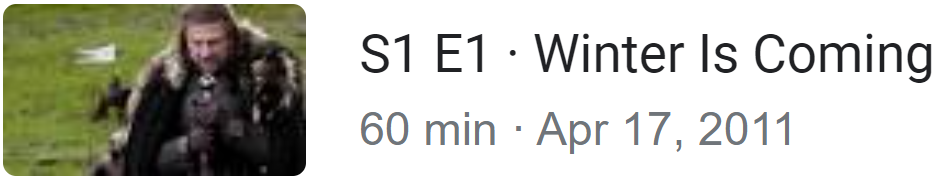 S1 E1 · Winter Is Coming
60 min · Apr 17, 2011